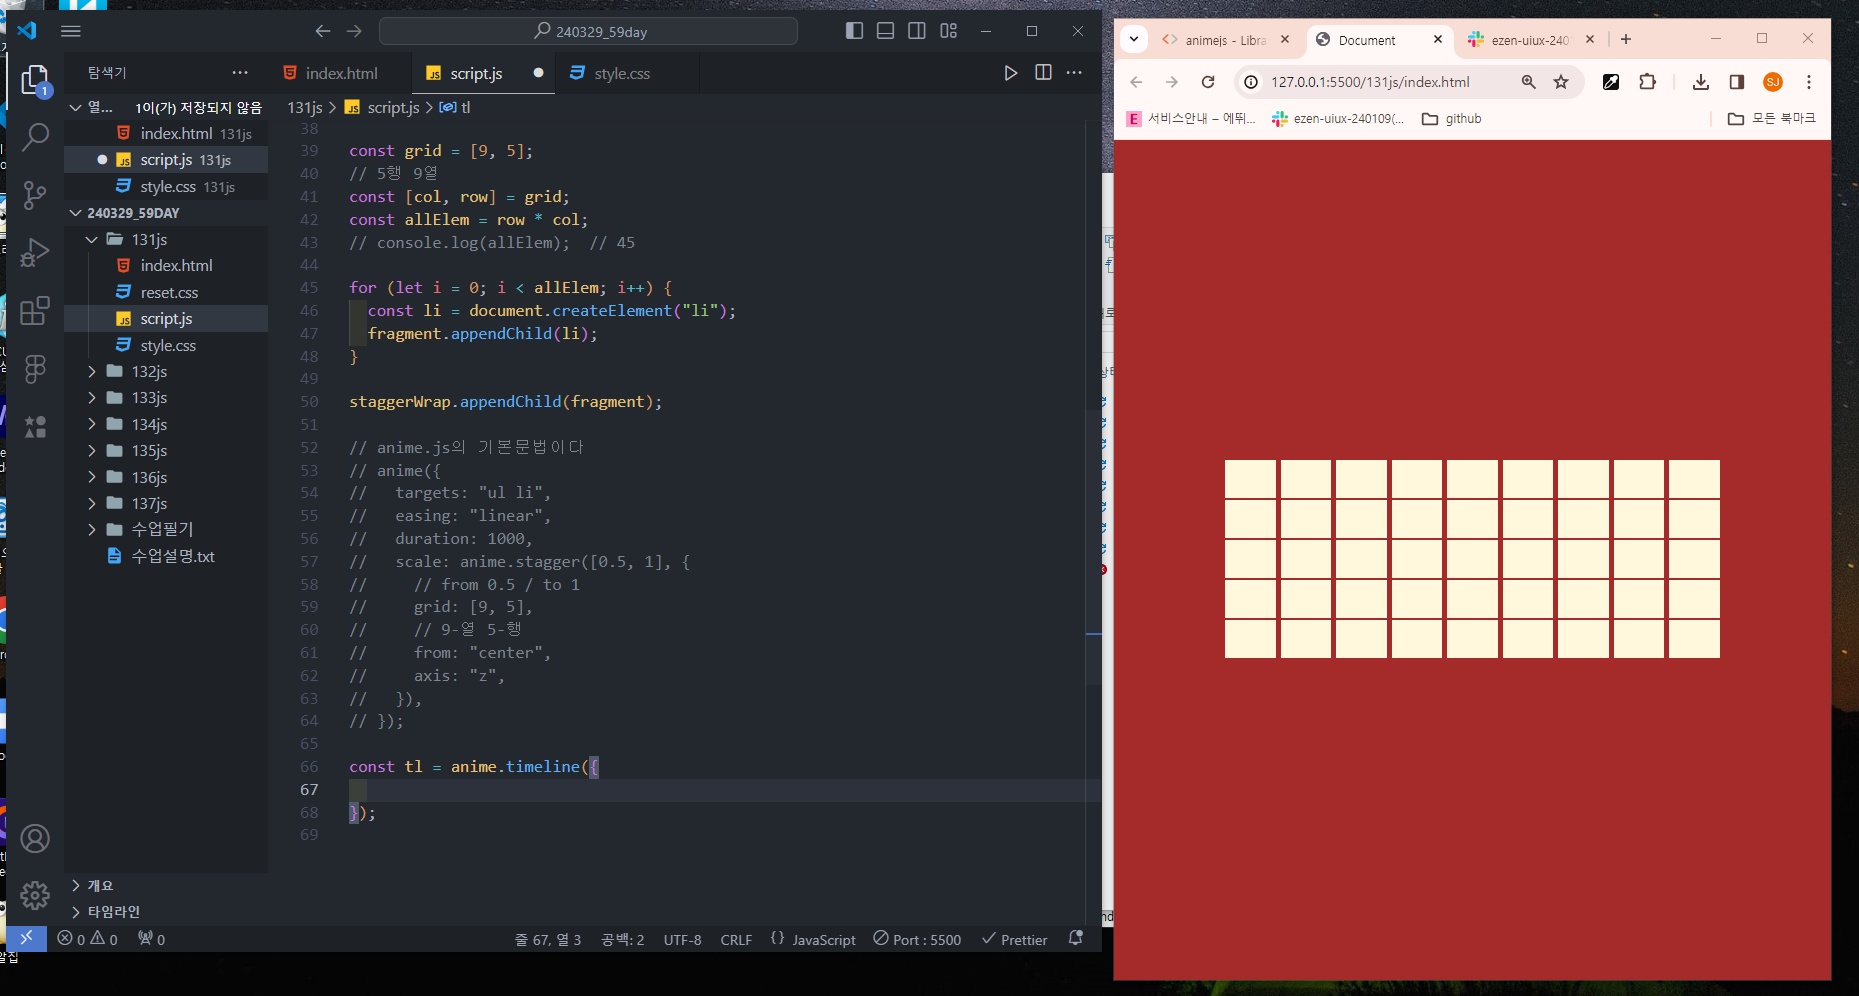 240329_59day
탐색기
index.html
script.js
style.css
열...
1이(가) 저장되지 않음
index.html 131js
script.js 131js
style.css 131js
240329_59DAY
131js
index.html
reset.css
script.js
style.css
132js
133js
134js
135js
136js
137js
수업필기
수업설명.txt
개요
타임라인
131js > script.js > tl
38
39 const grid = [9, 5];
40 // 5행 9열
41 const [col, row] = grid;
42 const allElem = row * col;
43 // console.log(allElem);  // 45
44
45 for (let i = 0; i < allElem; i++) {
46   const li = document.createElement("li");
47   fragment.appendChild(li);
48 }
49
50 staggerWrap.appendChild(fragment);
51
52 // anime.js의 기본문법이다
53 // anime({
54 //   targets: "ul li",
55 //   easing: "linear",
56 //   duration: 1000,
57 //   scale: anime.stagger([0.5, 1], {
58 //     // from 0.5 / to 1
59 //     grid: [9, 5],
60 //     // 9-열 5-행
61 //     from: "center",
62 //     axis: "z",
63 //   }),
64 // });
65
66 const tl = anime.timeline({
67
68 });
69
0 0 0
줄 67, 열 3
공백: 2
UTF-8
CRLF
{} JavaScript
Port : 5500
Prettier
animejs - Libra
Document
ezen-uiux-240
127.0.0.1:5500/131js/index.html
SJ
서비스안내 – 에뛰...
ezen-uiux-240109(...
github
모든 북마크